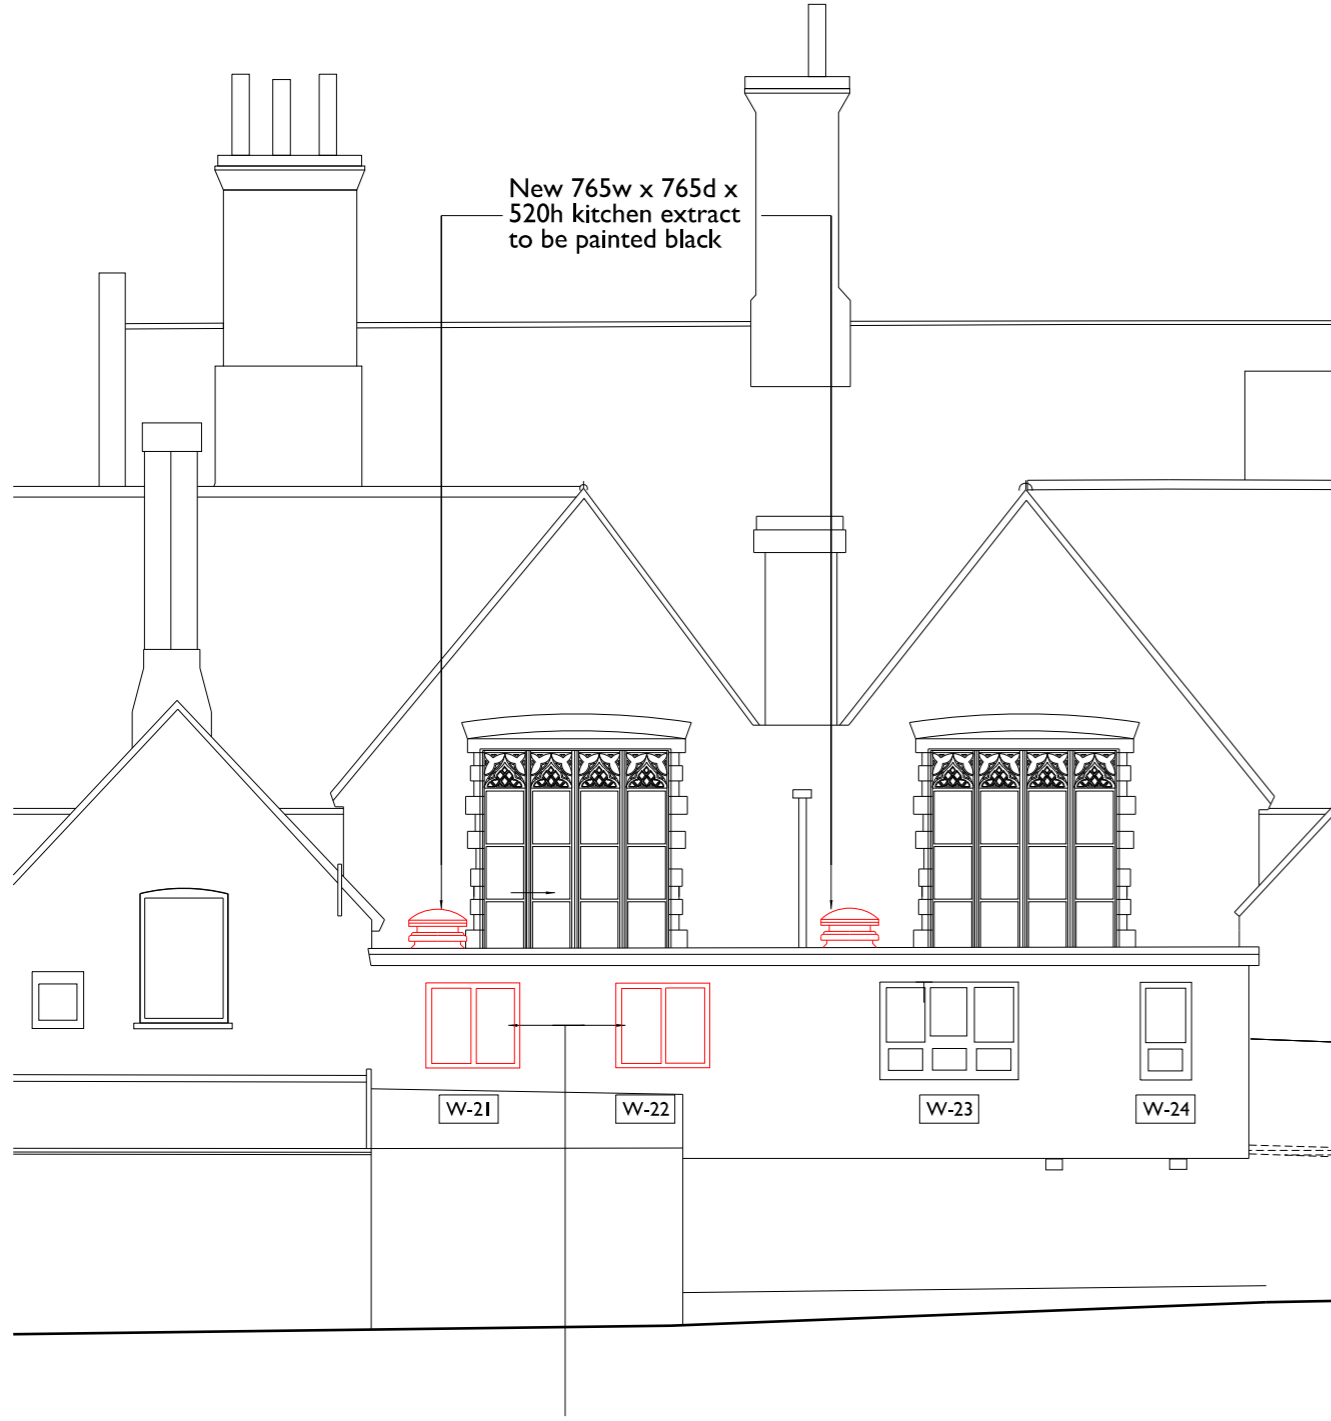 New 765w x 765d x
520h kitchen extract
to be painted black
W-21
W-22
W-23
W-24